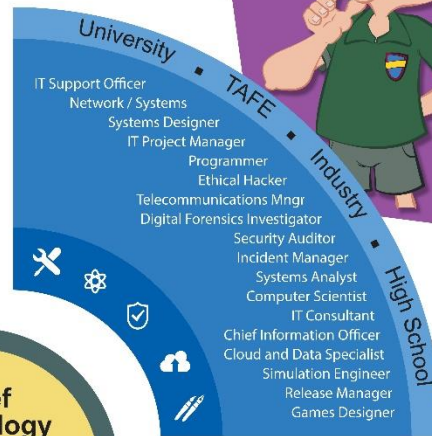 University ▪ TAFE ▪ Industry ▪ High School
IT Support Officer
Network / Systems
Systems Designer
IT Project Manager
Programmer
Ethical Hacker
Telecommunications Mngr
Digital Forensics Investigator
Security Auditor
Incident Manager
Systems Analyst
Computer Scientist
IT Consultant
Chief Information Officer
Cloud and Data Specialist
Simulation Engineer
Release Manager
Games Designer